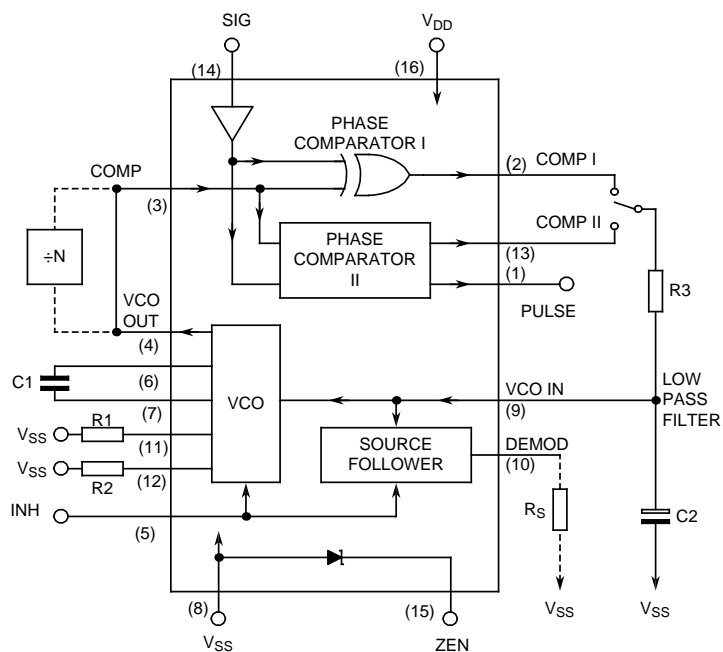 SIG
VDD
(14)
(16)
PHASE
COMPARATOR I
COMP
(2)
COMP I
(3)
COMP II
÷N
PHASE
COMPARATOR
II
(13)
(1)
R3
VCO
OUT
PULSE
(4)
C1
(6)
VCO
VCO IN
LOW
PASS
FILTER
(7)
(9)
VSS
R1
(11)
SOURCE
FOLLOWER
DEMOD
(10)
VSS
R2
(12)
INH
(5)
RS
C2
(8)
(15)
VSS
VSS
VSS
ZEN